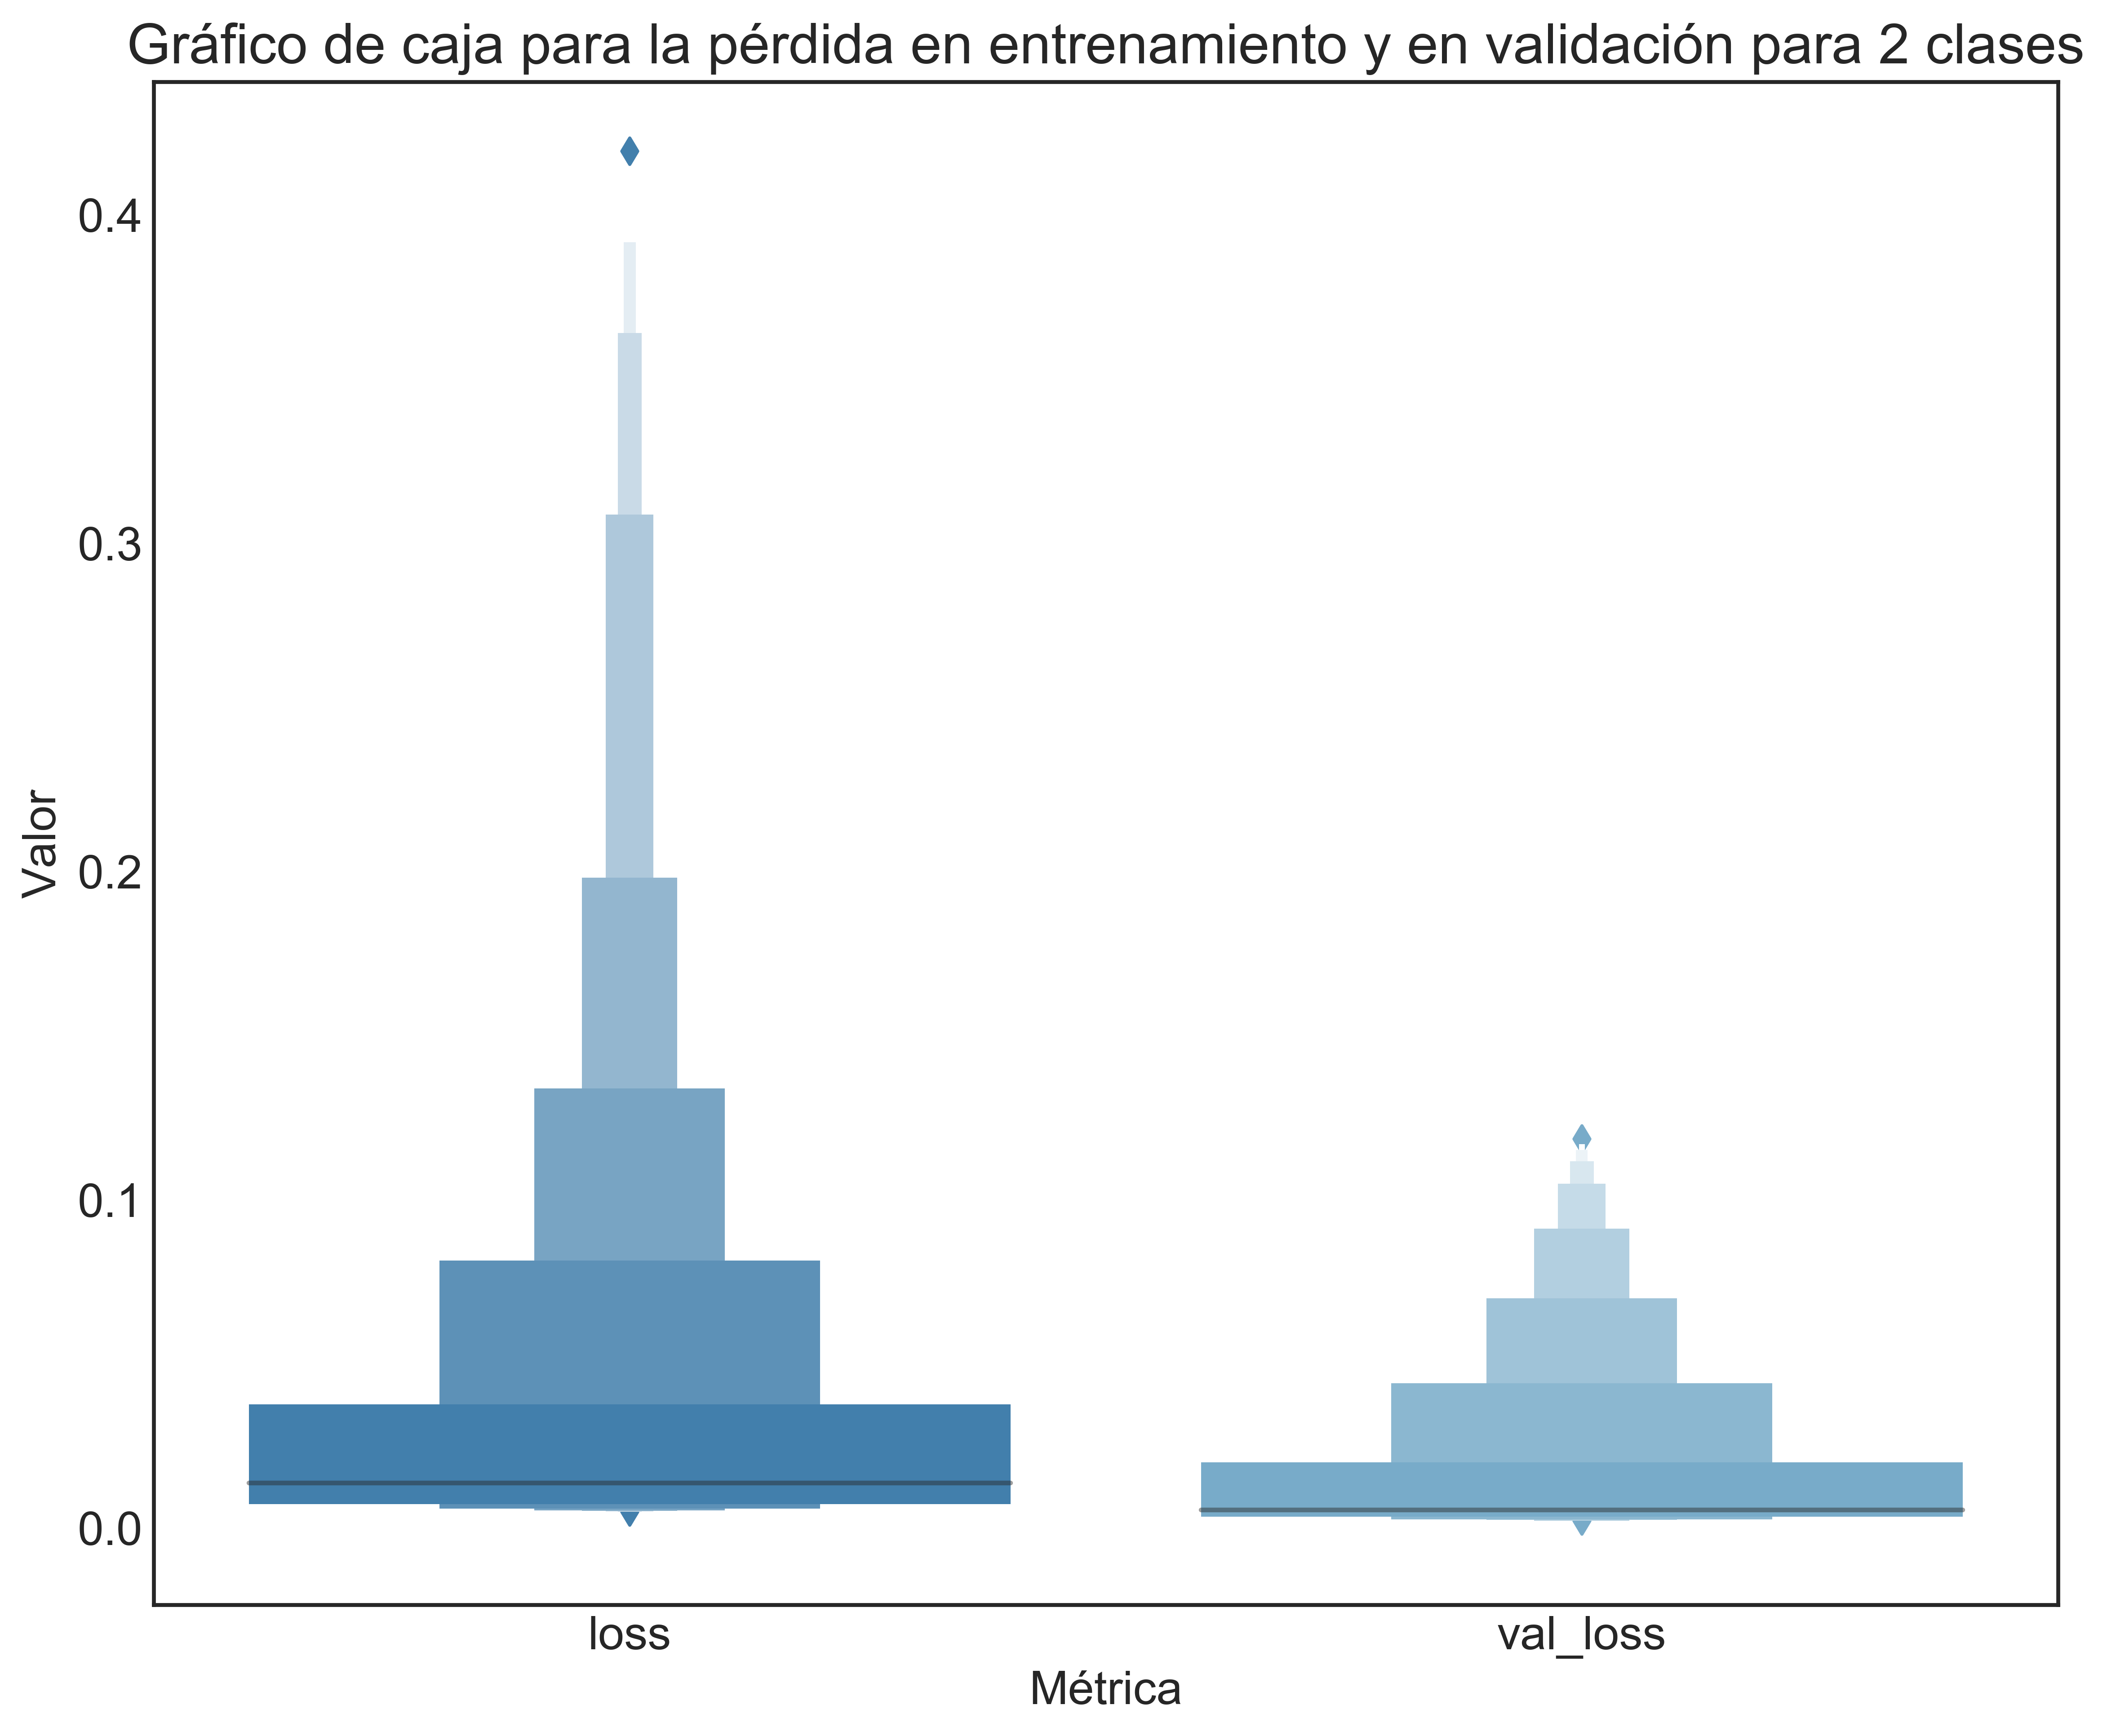 Gráfico de caja para la pérdida en entrenamiento y en validación para 2 clases
0.4
0.3
0.2
0.1
0.0
Valor
loss
val_loss
Métrica